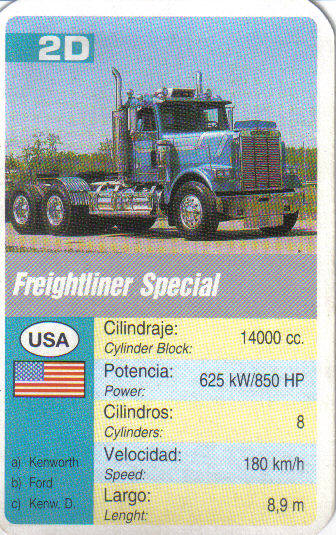 2D
Freightliner Special
USA
Cilindraje:
Cylinder Block:
14000 cc.
Potencia:
Power:
625 kW/850 HP
Cilindros:
Cylinders:
8
Velocidad:
Speed:
180 km/h
Largo:
Lenght:
8,9 m
a) Kenworth
b) Ford
c) Kenw. D.